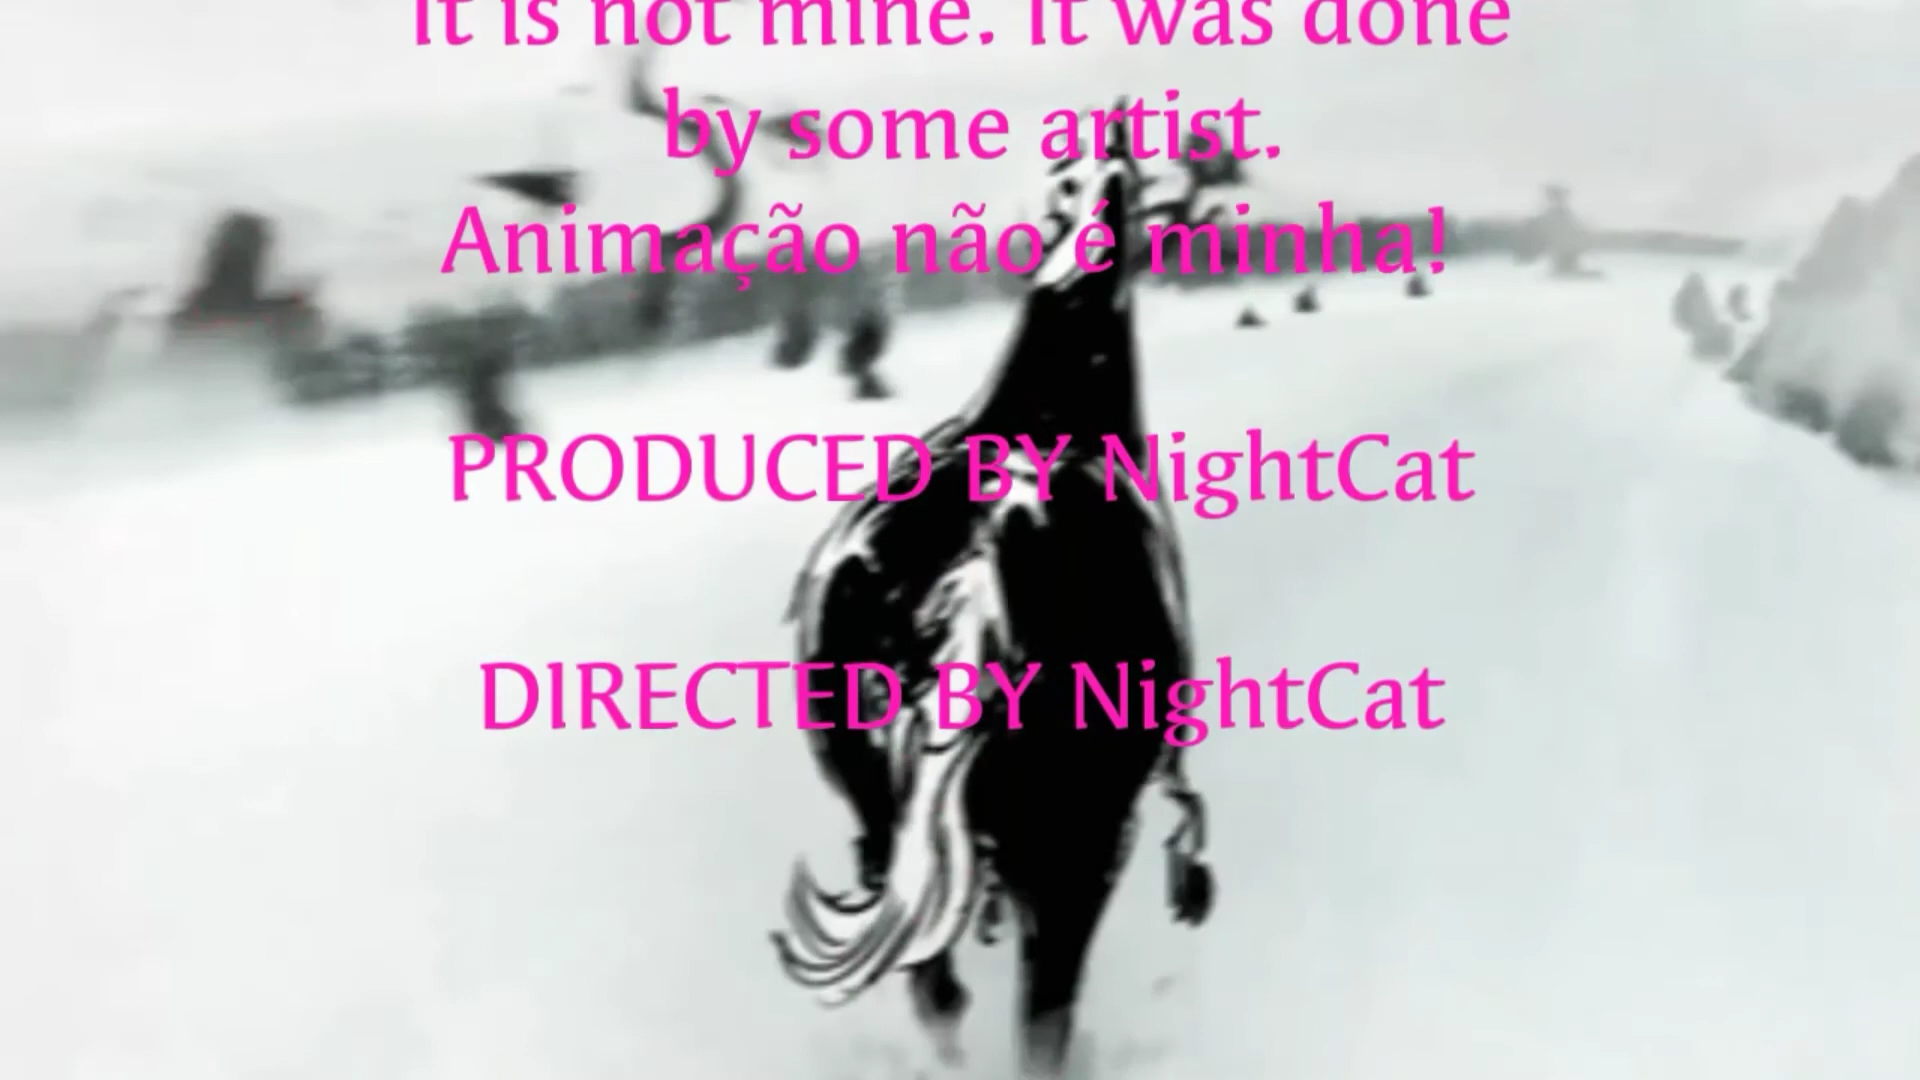 It is not mine. It was done
by some artist.
Animação não é minha!
PRODUCED BY NightCat
DIRECTED BY NightCat